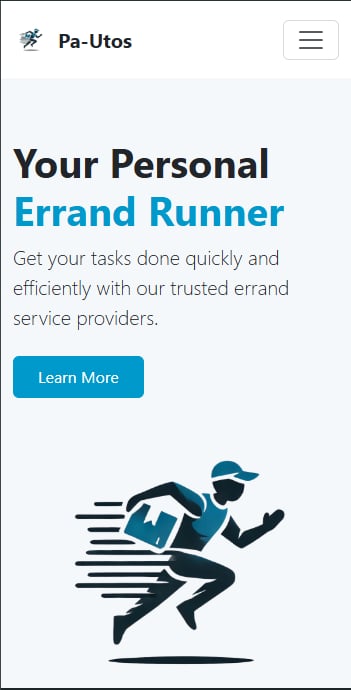 Pa-Utos
Your Personal
Errand Runner
Get your tasks done quickly and
efficiently with our trusted errand
service providers.
Learn More